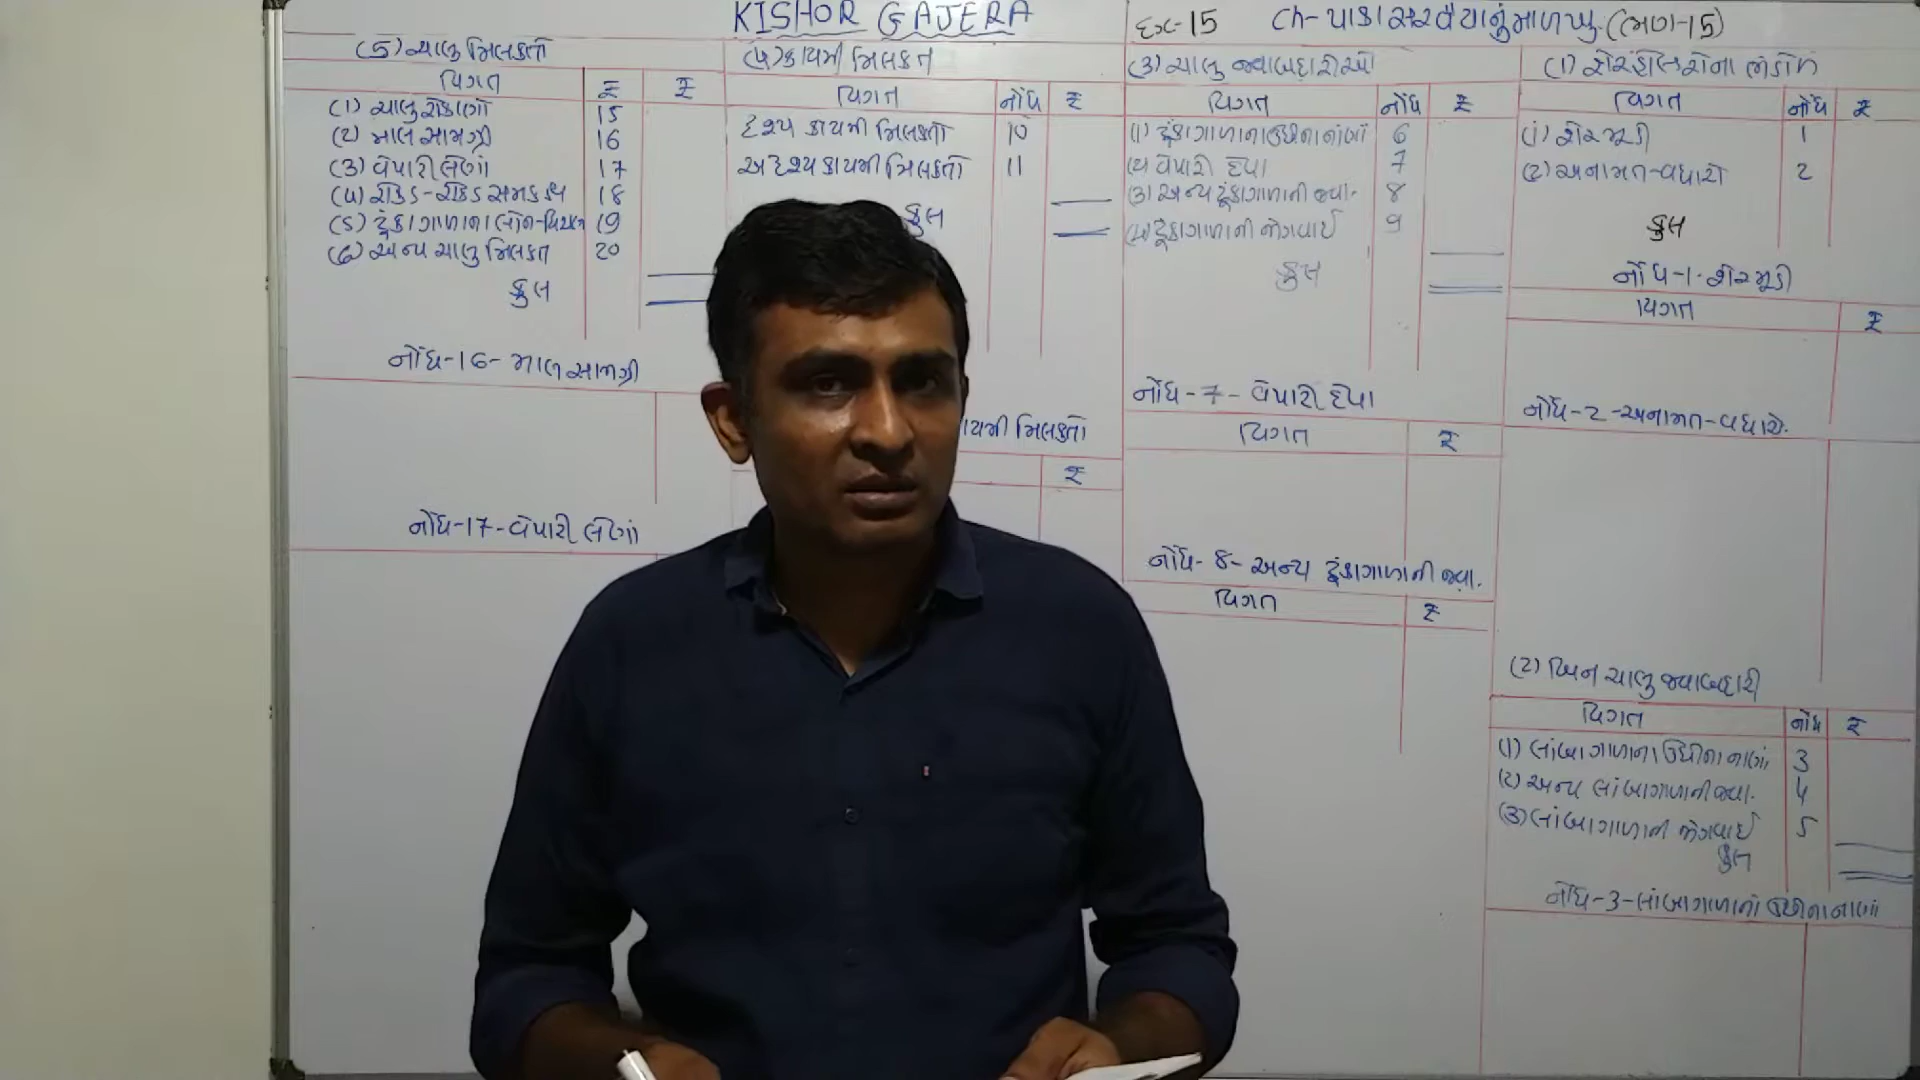 KISHOR GAJERA
Ex-15 Ch- પાકા સરવૈયાનું માળખુ (ભાગ-15)
(5) ચાલુ મિલકતો
વિગત ₹ ₹
(1) ચાલુ રોકાણો 15
(2) માલસામગ્રી 16
(3) વેપારી લેણાં 17
(4) રોકડ-રોકડ સમકક્ષ 18
(5) ટૂંકાગાળાના લોન-ધિરાણ 19
(6) અન્ય ચાલુ મિલકત 20
કુલ
નોંધ-16- માલસામગ્રી
નોંધ-17-વેપારી લેણાં
(4) કાયમી મિલકત
વિગત નોંધ ₹
દૃશ્ય કાયમી મિલકતો 10
અદૃશ્ય કાયમી મિલકતો 11
કુલ
યમી મિલકતો
₹
(3) ચાલુ જવાબદારીઓ
વિગત નોંધ ₹
(1) ટૂંકાગાળાના ઉછીના નાણાં 6
(2) વેપારી દેવા 7
(3) અન્ય ટૂંકાગાળાની જવા. 8
(4) ટૂંકાગાળાની જોગવાઈ 9
કુલ
નોંધ-7- વેપારી દેવા
વિગત ₹
નોંધ-8-અન્ય ટૂંકાગાળાની જવા.
વિગત ₹
(1) શેરહોલ્ડરોના ભંડોળ
વિગત નોંધ ₹
(1) શેરમૂડી 1
(2) અનામત-વધારો 2
કુલ
નોંધ-1- શેરમૂડી
વિગત ₹
નોંધ-2-અનામત-વધારો.
(2) બિન ચાલુ જવાબદારી
વિગત નોંધ ₹
(1) લાંબાગાળાના ઉછીના નાણાં 3
(2) અન્ય લાંબાગાળાની જવા. 4
(3) લાંબાગાળાની જોગવાઈ 5
કુલ
નોંધ-3-લાંબાગાળાના ઉછીના નાણાં